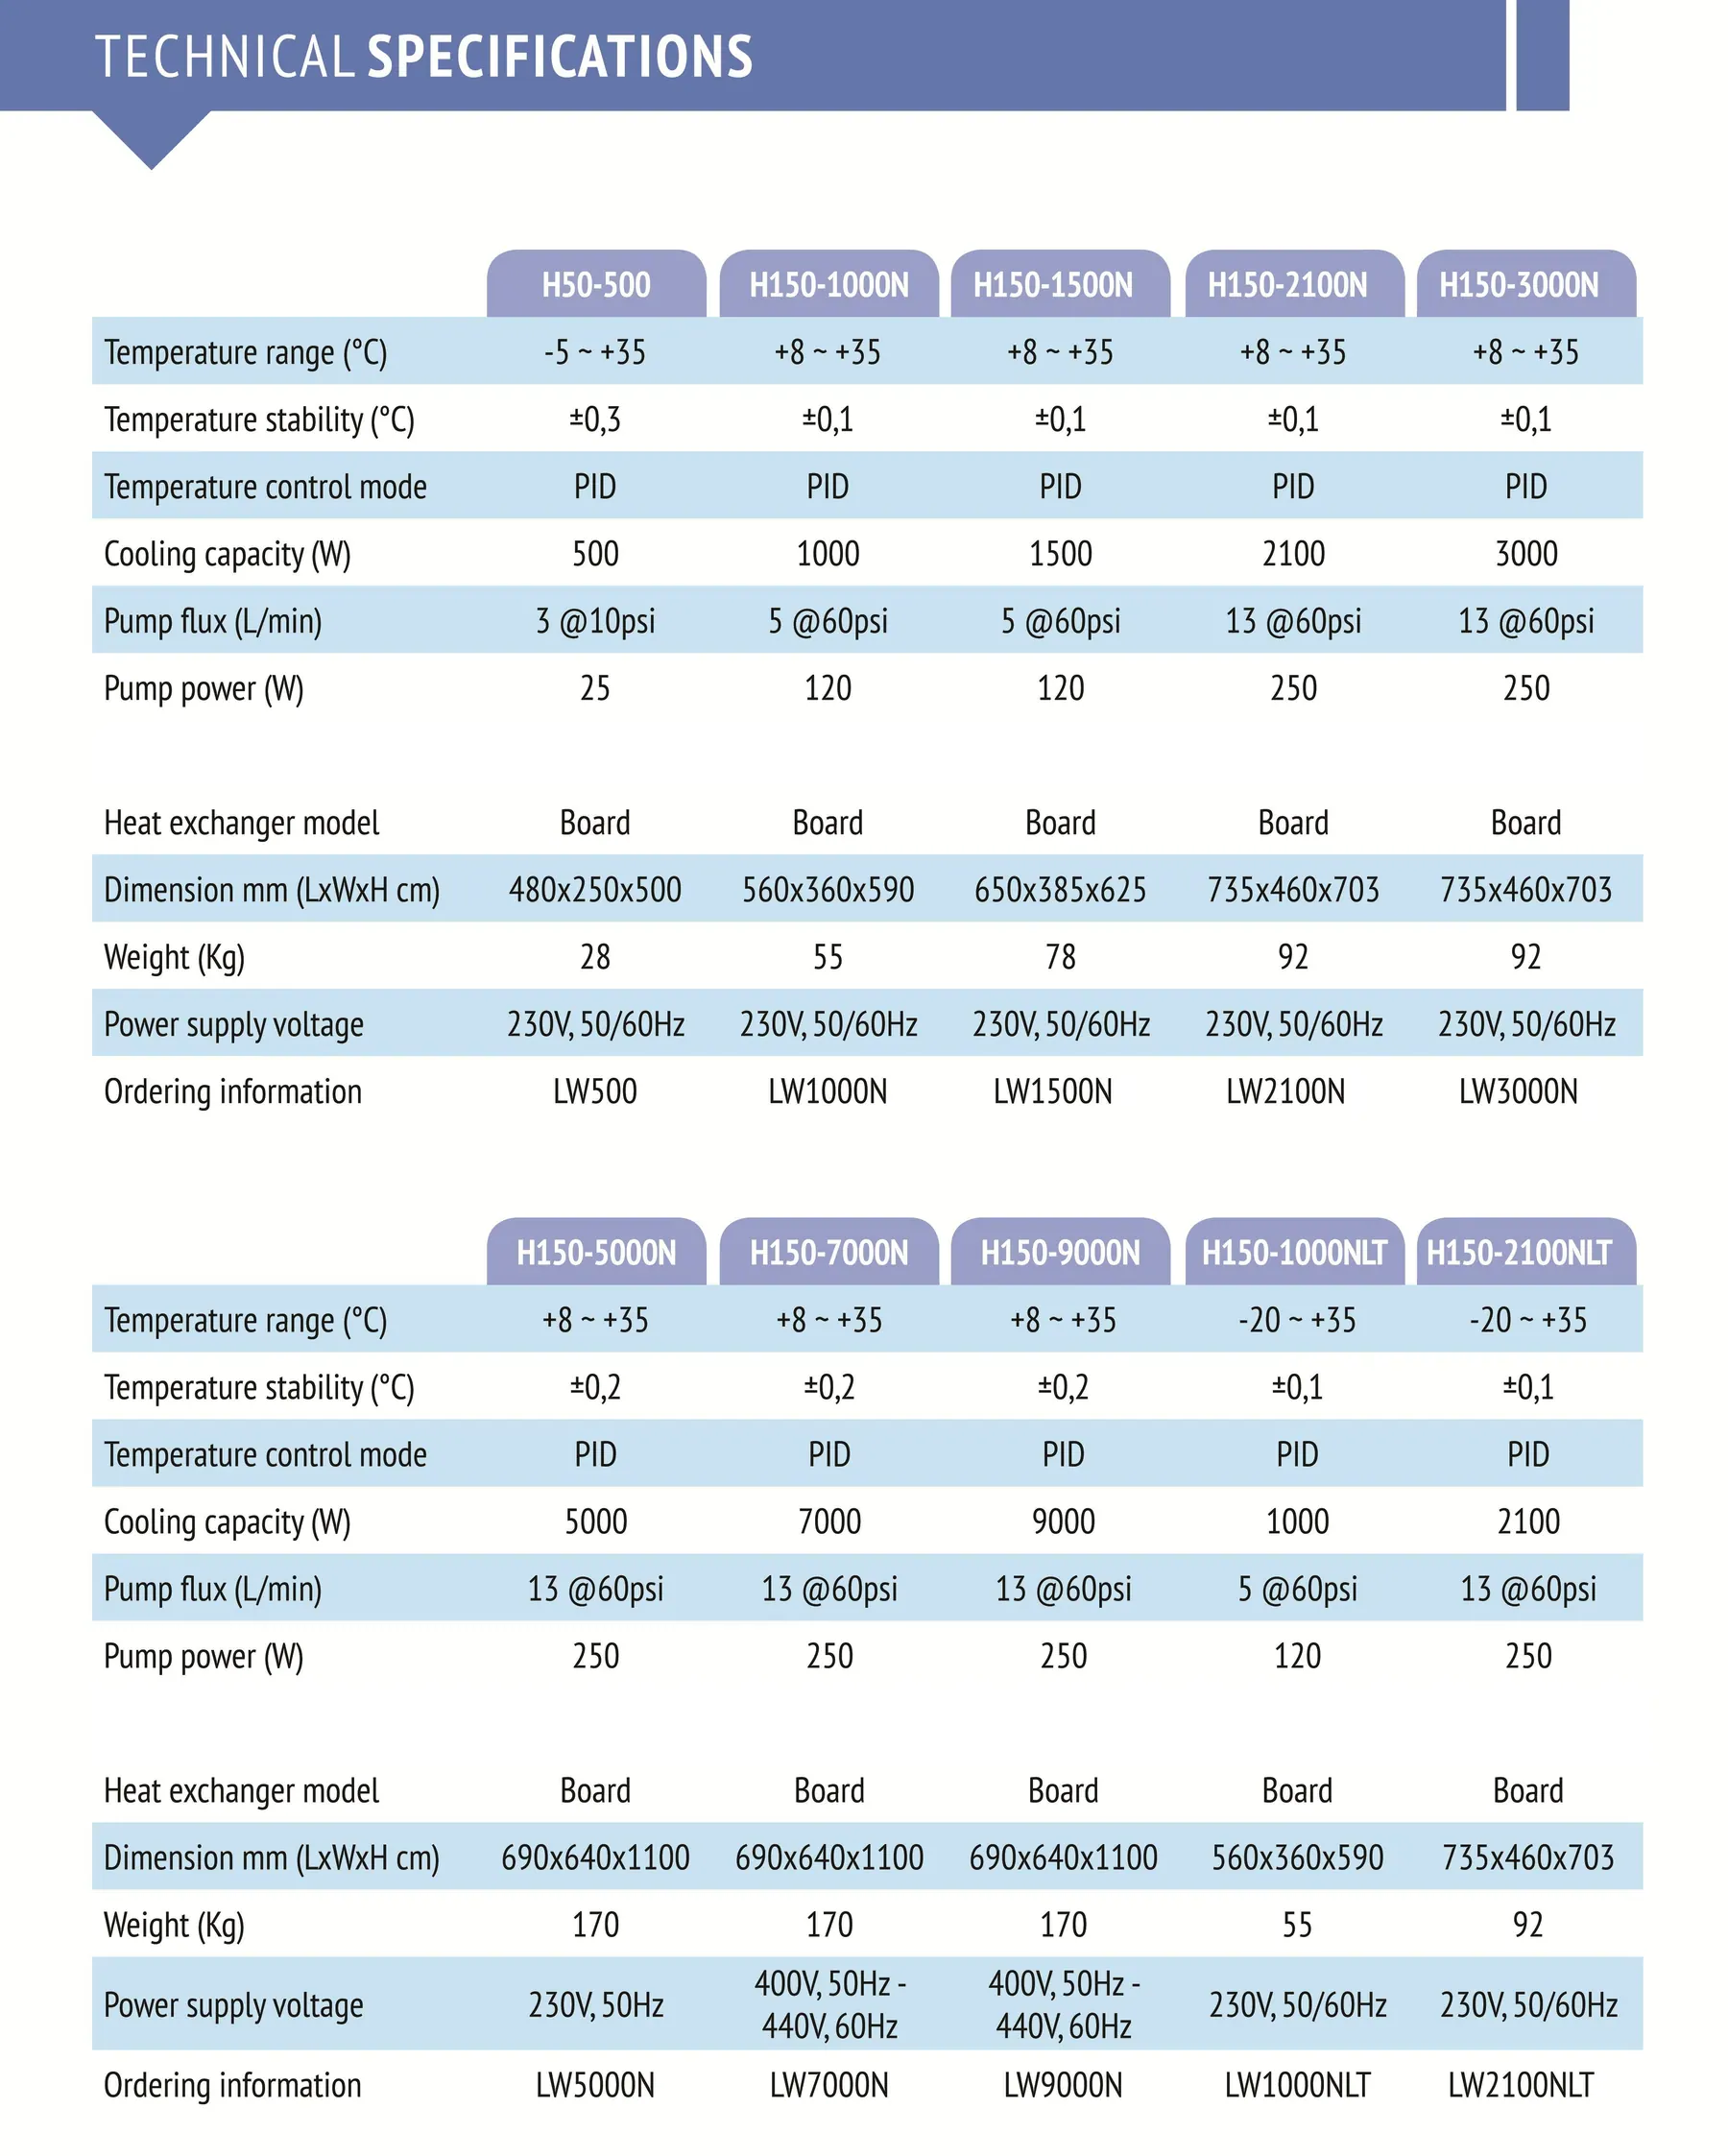 TECHNICAL SPECIFICATIONS
H50-500 H150-1000N H150-1500N H150-2100N H150-3000N
Temperature range (°C) -5 ~ +35 +8 ~ +35 +8 ~ +35 +8 ~ +35 +8 ~ +35
Temperature stability (°C) ±0,3 ±0,1 ±0,1 ±0,1 ±0,1
Temperature control mode PID PID PID PID PID
Cooling capacity (W) 500 1000 1500 2100 3000
Pump flux (L/min) 3 @10psi 5 @60psi 5 @60psi 13 @60psi 13 @60psi
Pump power (W) 25 120 120 250 250
Heat exchanger model Board Board Board Board Board
Dimension mm (LxWxH cm) 480x250x500 560x360x590 650x385x625 735x460x703 735x460x703
Weight (Kg) 28 55 78 92 92
Power supply voltage 230V, 50/60Hz 230V, 50/60Hz 230V, 50/60Hz 230V, 50/60Hz 230V, 50/60Hz
Ordering information LW500 LW1000N LW1500N LW2100N LW3000N
H150-5000N H150-7000N H150-9000N H150-1000NLT H150-2100NLT
Temperature range (°C) +8 ~ +35 +8 ~ +35 +8 ~ +35 -20 ~ +35 -20 ~ +35
Temperature stability (°C) ±0,2 ±0,2 ±0,2 ±0,1 ±0,1
Temperature control mode PID PID PID PID PID
Cooling capacity (W) 5000 7000 9000 1000 2100
Pump flux (L/min) 13 @60psi 13 @60psi 13 @60psi 5 @60psi 13 @60psi
Pump power (W) 250 250 250 120 250
Heat exchanger model Board Board Board Board Board
Dimension mm (LxWxH cm) 690x640x1100 690x640x1100 690x640x1100 560x360x590 735x460x703
Weight (Kg) 170 170 170 55 92
400V, 50Hz - 400V, 50Hz -
Power supply voltage 230V, 50Hz 230V, 50/60Hz 230V, 50/60Hz
440V, 60Hz 440V, 60Hz
Ordering information LW5000N LW7000N LW9000N LW1000NLT LW2100NLT